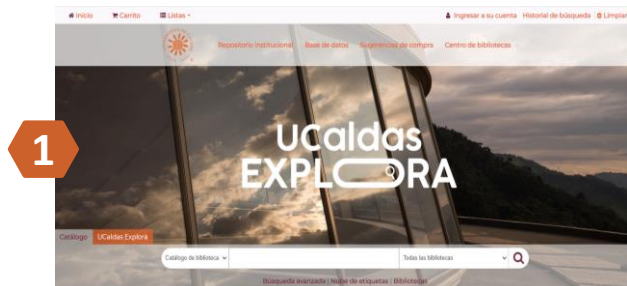 Inicio Carrito Listas Ingresar a su cuenta Historial de búsqueda Limpiar
Repositorio institucional Base de datos Sugerencias de compra Centro de bibliotecas
1
UCaldas
EXPLORA
Catálogo UCaldas Explora
Catálogo de biblioteca Todas las bibliotecas
Búsqueda avanzada | Nube de etiquetas | Bibliotecas